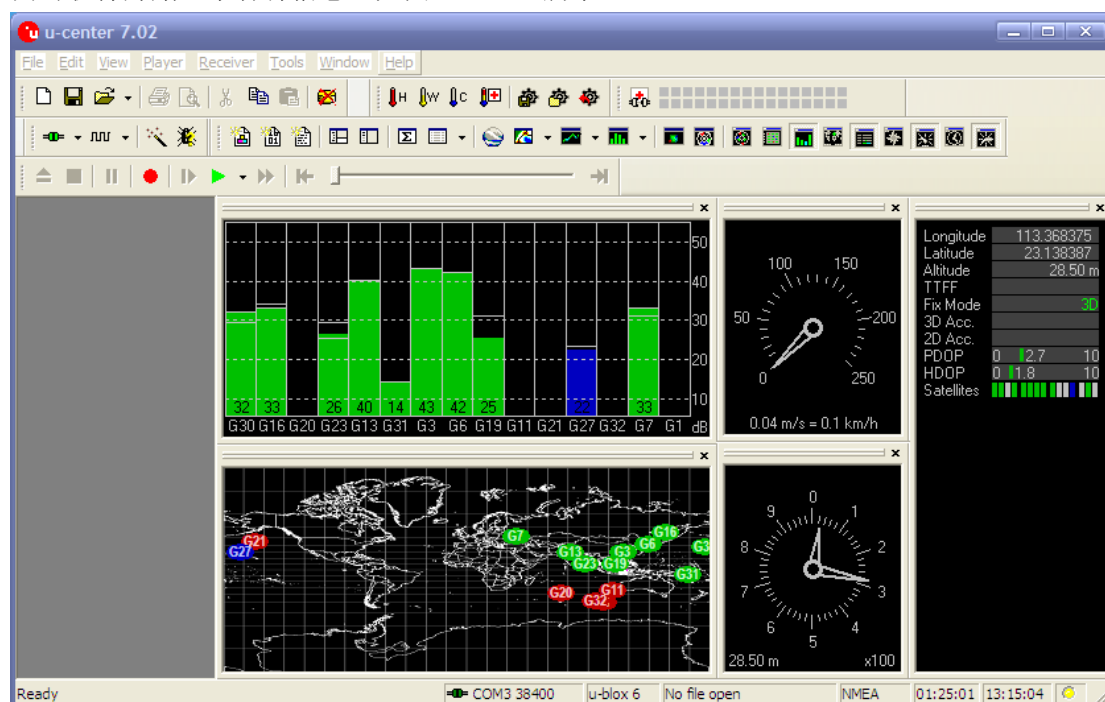 u-center 7.02
File Edit View Player Receiver Tools Window Help
H W C
Longitude 113.368375
Latitude 23.138387
Altitude 28.50 m
TTFF
Fix Mode 3D
3D Acc.
2D Acc.
PDOP 0 2.7 10
HDOP 0 1.8 10
Satellites
50
40
30
20
10
32 33 26 40 14 43 42 25 22 33
G30 G16 G20 G23 G13 G31 G3 G6 G19 G11 G21 G27 G32 G7 G1 dB
0 50 100 150 200 250
0.04 m/s = 0.1 km/h
G21
G27
G7
G16
G6
G13
G3
G23
G19
G31
G20
G11
G32
0 1 2 3 4 5 6 7 8 9
28.50 m x100
Ready COM3 38400 u-blox 6 No file open NMEA 01:25:01 13:15:04